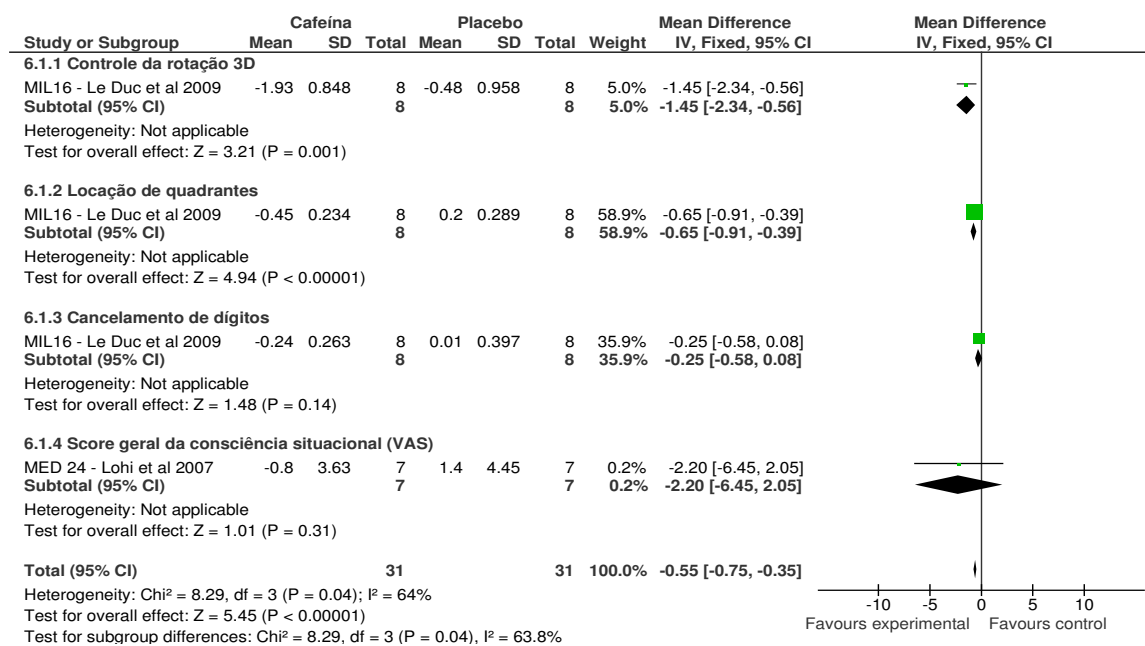 Cafeína Placebo Mean Difference Mean Difference
Study or Subgroup Mean SD Total Mean SD Total Weight IV, Fixed, 95% CI IV, Fixed, 95% CI
6.1.1 Controle da rotação 3D
MIL16 - Le Duc et al 2009 -1.93 0.848 8 -0.48 0.958 8 5.0% -1.45 [-2.34, -0.56]
Subtotal (95% CI) 8 8 5.0% -1.45 [-2.34, -0.56]
Heterogeneity: Not applicable
Test for overall effect: Z = 3.21 (P = 0.001)
6.1.2 Locação de quadrantes
MIL16 - Le Duc et al 2009 -0.45 0.234 8 0.2 0.289 8 58.9% -0.65 [-0.91, -0.39]
Subtotal (95% CI) 8 8 58.9% -0.65 [-0.91, -0.39]
Heterogeneity: Not applicable
Test for overall effect: Z = 4.94 (P < 0.00001)
6.1.3 Cancelamento de dígitos
MIL16 - Le Duc et al 2009 -0.24 0.263 8 0.01 0.397 8 35.9% -0.25 [-0.58, 0.08]
Subtotal (95% CI) 8 8 35.9% -0.25 [-0.58, 0.08]
Heterogeneity: Not applicable
Test for overall effect: Z = 1.48 (P = 0.14)
6.1.4 Score geral da consciência situacional (VAS)
MED 24 - Lohi et al 2007 -0.8 3.63 7 1.4 4.45 7 0.2% -2.20 [-6.45, 2.05]
Subtotal (95% CI) 7 7 0.2% -2.20 [-6.45, 2.05]
Heterogeneity: Not applicable
Test for overall effect: Z = 1.01 (P = 0.31)
Total (95% CI) 31 31 100.0% -0.55 [-0.75, -0.35]
Heterogeneity: Chi² = 8.29, df = 3 (P = 0.04); I² = 64%
Test for overall effect: Z = 5.45 (P < 0.00001)
Test for subgroup differences: Chi² = 8.29, df = 3 (P = 0.04), I² = 63.8%
-10 -5 0 5 10
Favours experimental Favours control